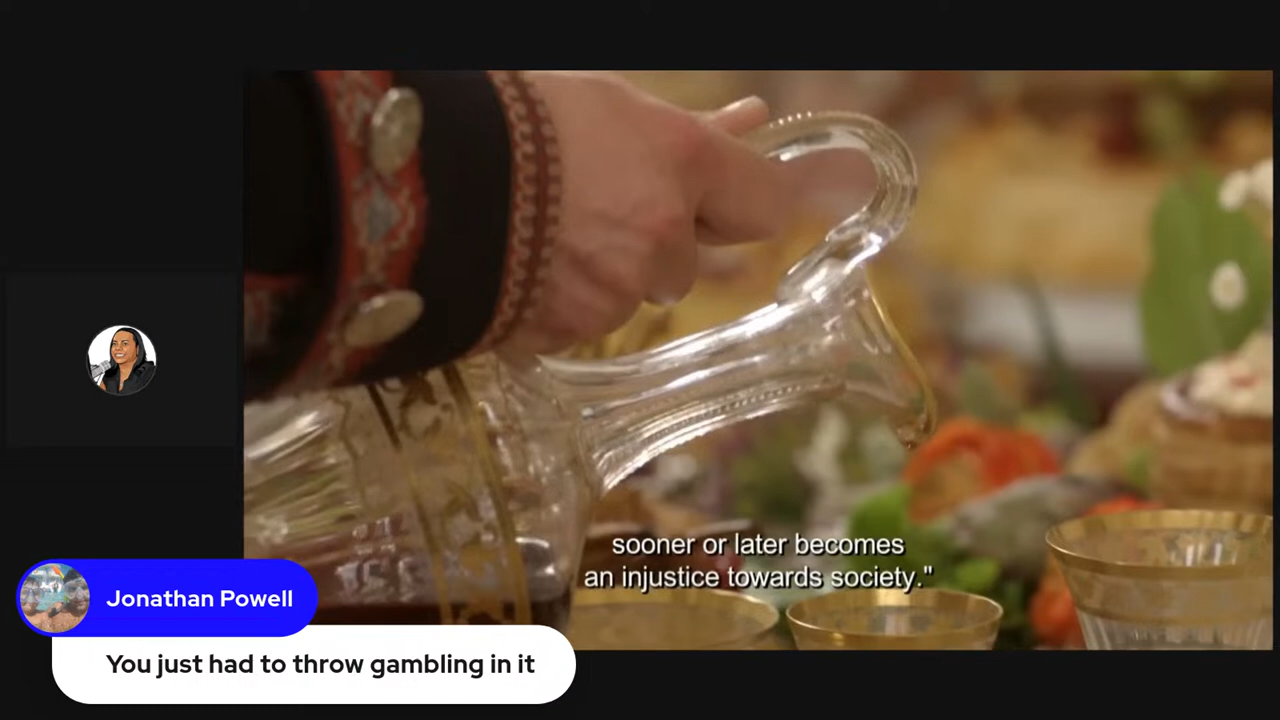 sooner or later becomes
an injustice towards society."
Jonathan Powell
You just had to throw gambling in it